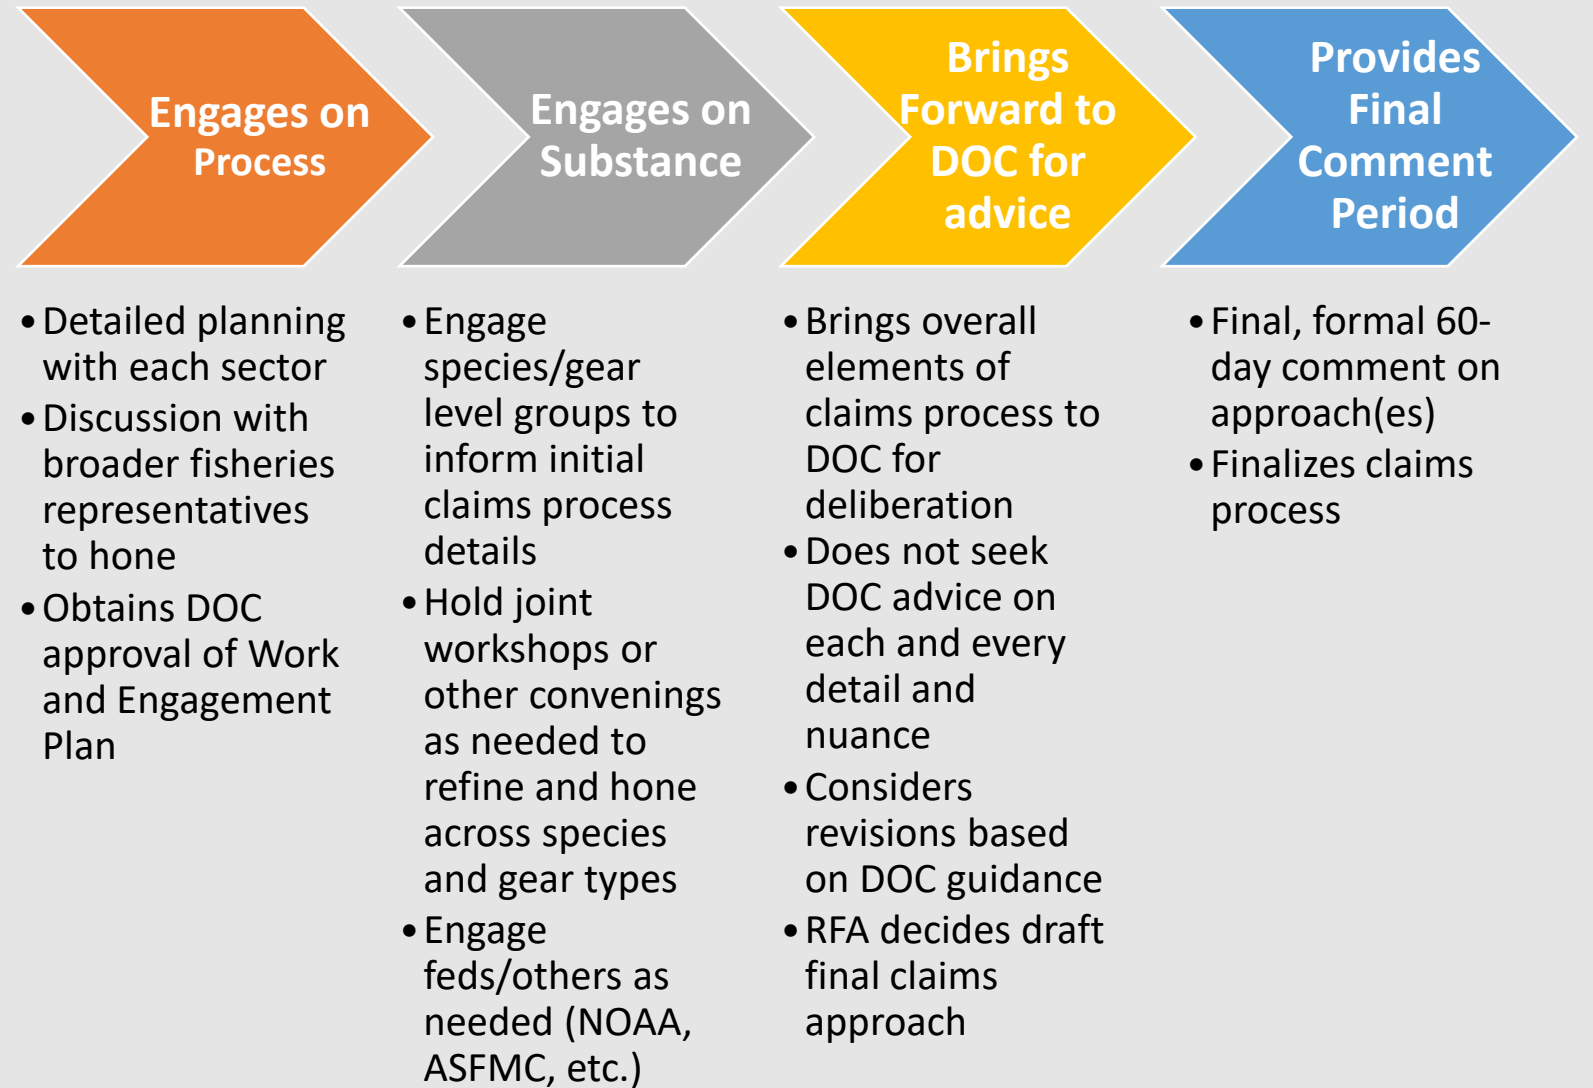 Engages on
Process
• Detailed planning
with each sector
• Discussion with
broader fisheries
representatives
to hone
• Obtains DOC
approval of Work
and Engagement
Plan
Engages on
Substance
• Engage
species/gear
level groups to
inform initial
claims process
details
• Hold joint
workshops or
other convenings
as needed to
refine and hone
across species
and gear types
• Engage
feds/others as
needed (NOAA,
ASFMC, etc.)
Brings
Forward to
DOC for
advice
• Brings overall
elements of
claims process to
DOC for
deliberation
• Does not seek
DOC advice on
each and every
detail and
nuance
• Considers
revisions based
on DOC guidance
• RFA decides draft
final claims
approach
Provides
Final
Comment
Period
• Final, formal 60-
day comment on
approach(es)
• Finalizes claims
process